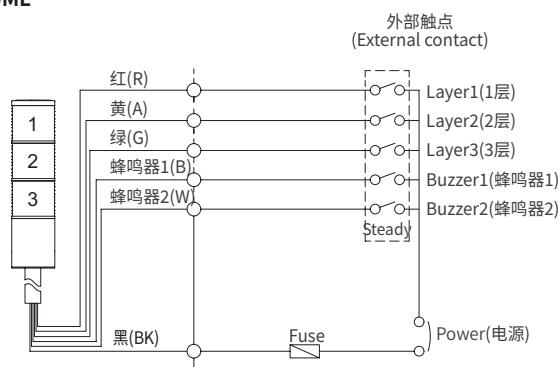 外部触点
(External contact)
红(R)
Layer1(1层)
黄(A)
Layer2(2层)
1
绿(G)
Layer3(3层)
2
蜂鸣器1(B)
Buzzer1(蜂鸣器1)
3
蜂鸣器2(W)
Buzzer2(蜂鸣器2)
Steady
黑(BK)
Fuse
Power(电源)